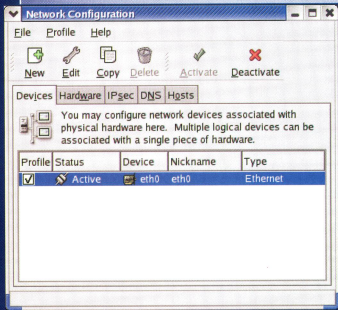 Network Configuration
File Profile Help
New Edit Copy Delete Activate Deactivate
Devices Hardware IPsec DNS Hosts
You may configure network devices associated with
physical hardware here. Multiple logical devices can be
associated with a single piece of hardware.
Profile Status Device Nickname Type
Active eth0 eth0 Ethernet